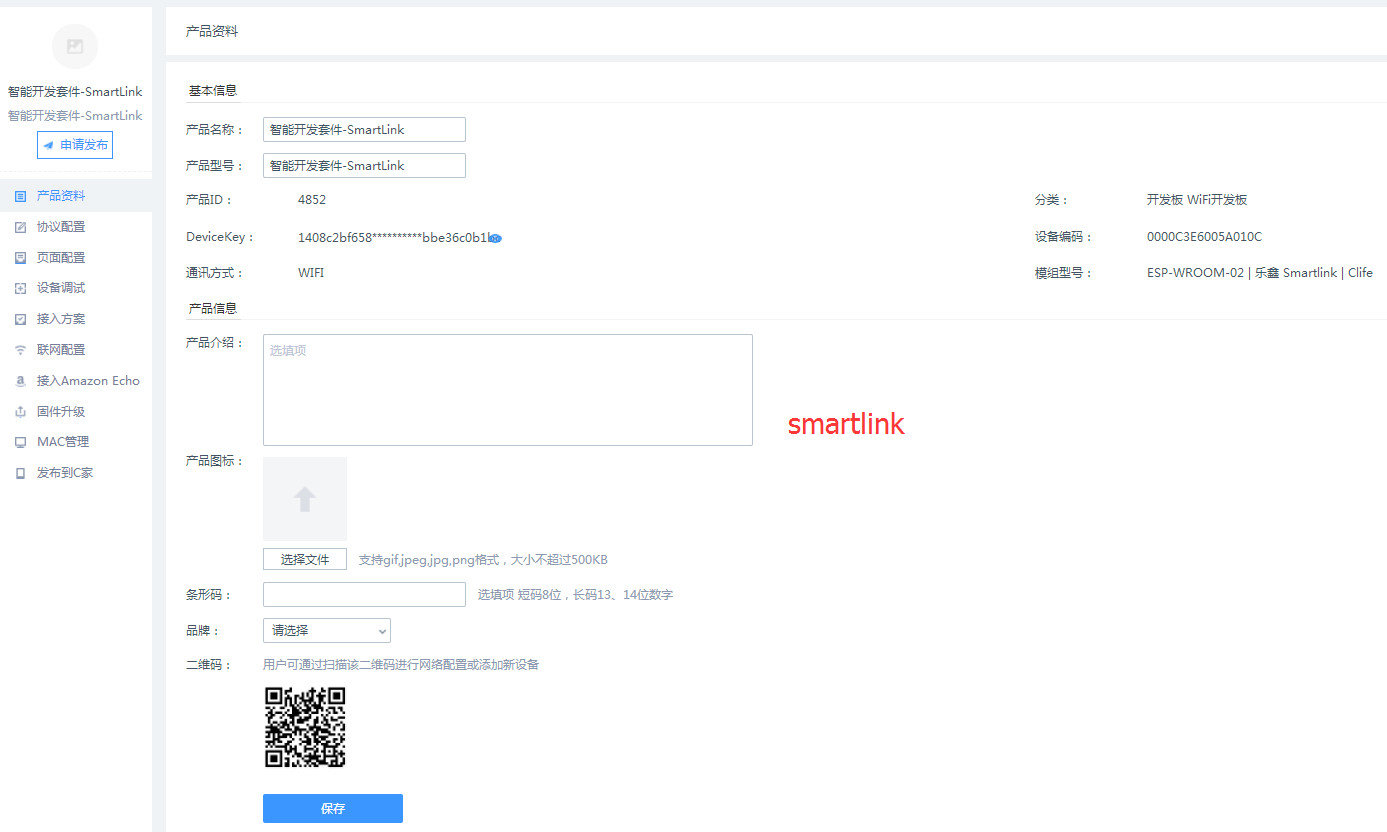 智能开发套件-SmartLink
智能开发套件-SmartLink
申请发布
产品资料
协议配置
页面配置
设备调试
接入方案
联网配置
接入Amazon Echo
固件升级
MAC管理
发布到C家
产品资料
基本信息
产品名称： 智能开发套件-SmartLink
产品型号： 智能开发套件-SmartLink
产品ID： 4852 分类： 开发板 WiFi开发板
DeviceKey： 1408c2bf658**********bbe36c0b1 设备编码： 0000C3E6005A010C
通讯方式： WIFI 模组型号： ESP-WROOM-02 | 乐鑫 Smartlink | Clife
产品信息
产品介绍： 选填项
smartlink
产品图标：
选择文件 支持gif,jpeg,jpg,png格式，大小不超过500KB
条形码： 选填项 短码8位，长码13、14位数字
品牌： 请选择
二维码： 用户可通过扫描该二维码进行网络配置或添加新设备
保存